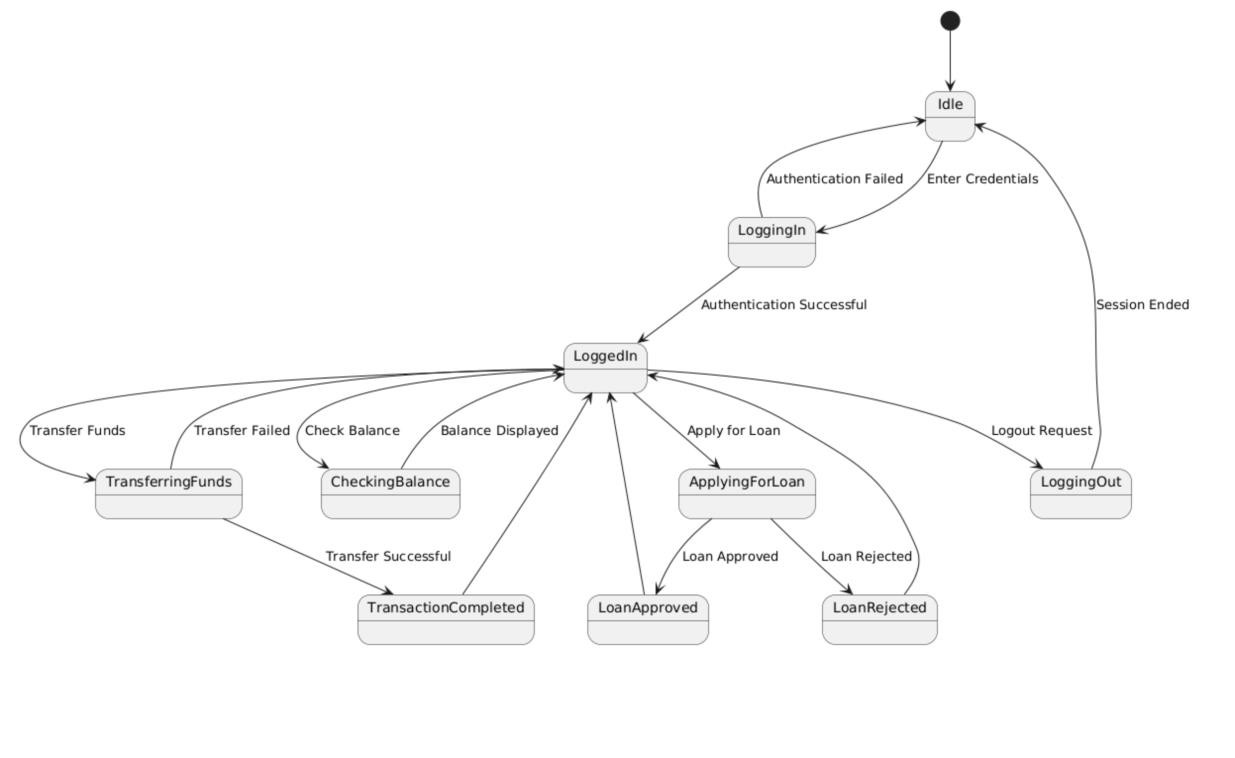 Idle
Authentication Failed
Enter Credentials
LoggingIn
Authentication Successful
Session Ended
LoggedIn
Transfer Funds
Transfer Failed
Check Balance
Balance Displayed
Apply for Loan
Logout Request
TransferringFunds
CheckingBalance
ApplyingForLoan
LoggingOut
Transfer Successful
Loan Approved
Loan Rejected
TransactionCompleted
LoanApproved
LoanRejected